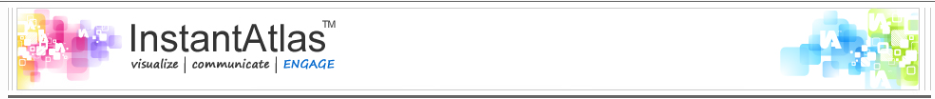 InstantAtlas™
visualize | communicate | ENGAGE